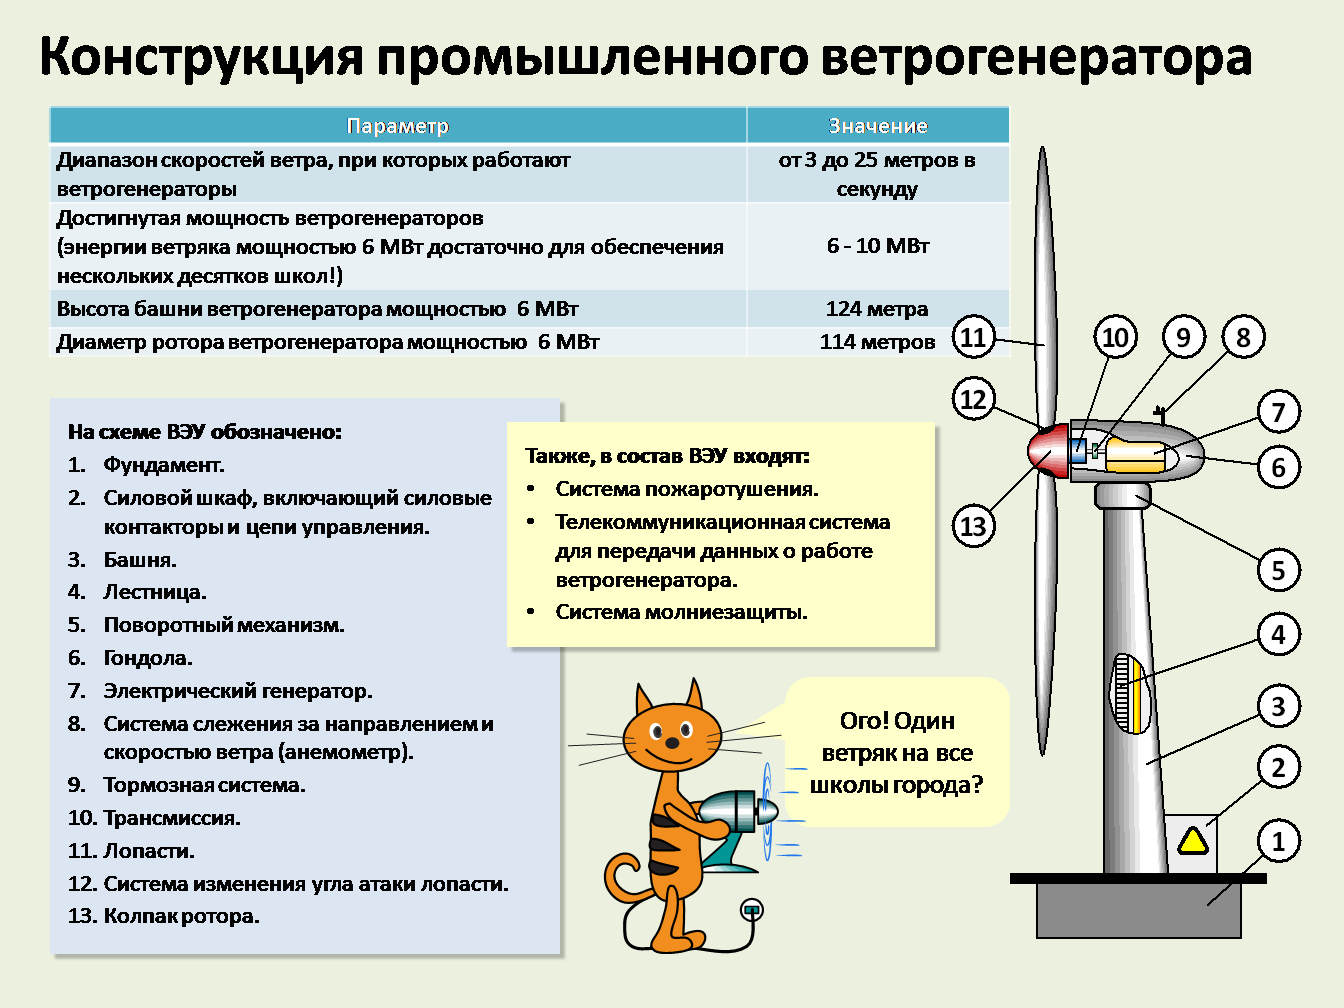 Конструкция промышленного ветрогенератора
Параметр
Значение
Диапазон скоростей ветра, при которых работают
ветрогенераторы
от 3 до 25 метров в
секунду
Достигнутая мощность ветрогенераторов
(энергии ветряка мощностью 6 МВт достаточно для обеспечения
нескольких десятков школ!)
6 - 10 МВт
Высота башни ветрогенератора мощностью 6 МВт
124 метра
Диаметр ротора ветрогенератора мощностью 6 МВт
114 метров
На схеме ВЭУ обозначено:
1. Фундамент.
2. Силовой шкаф, включающий силовые
контакторы и цепи управления.
3. Башня.
4. Лестница.
5. Поворотный механизм.
6. Гондола.
7. Электрический генератор.
8. Система слежения за направлением и
скоростью ветра (анемометр).
9. Тормозная система.
10. Трансмиссия.
11. Лопасти.
12. Система изменения угла атаки лопасти.
13. Колпак ротора.
Также, в состав ВЭУ входят:
• Система пожаротушения.
• Телекоммуникационная система
для передачи данных о работе
ветрогенератора.
• Система молниезащиты.
Ого! Один
ветряк на все
школы города?
11
10
9
8
12
7
6
13
5
4
3
2
1